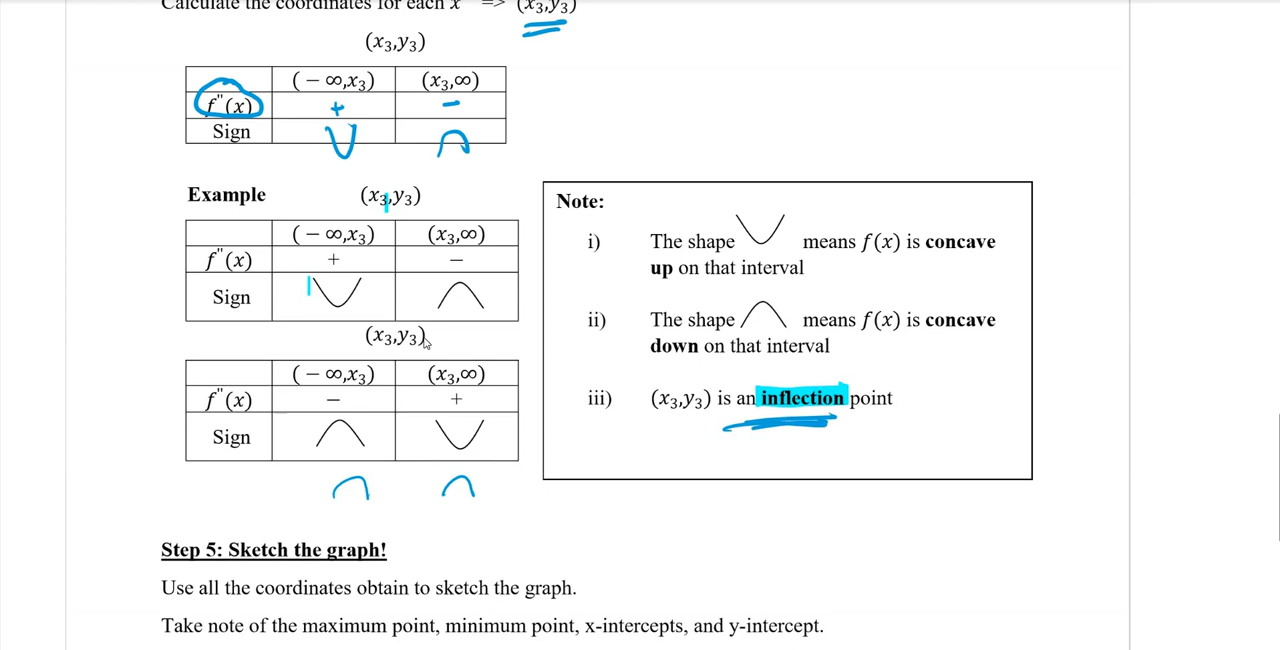 Calculate the coordinates for each x => (x₃,y₃)
(x₃,y₃)
(− ∞,x₃) (x₃,∞)
f"(x) + −
Sign
Example (x₃,y₃)
(− ∞,x₃) (x₃,∞)
f"(x) + −
Sign
(x₃,y₃)
(− ∞,x₃) (x₃,∞)
f"(x) − +
Sign
Note:
i) The shape means f(x) is concave
up on that interval
ii) The shape means f(x) is concave
down on that interval
iii) (x₃,y₃) is an inflection point
Step 5: Sketch the graph!
Use all the coordinates obtain to sketch the graph.
Take note of the maximum point, minimum point, x-intercepts, and y-intercept.